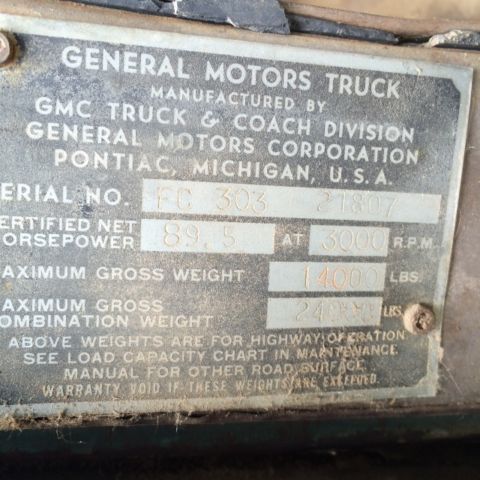 GENERAL MOTORS TRUCK
MANUFACTURED BY
GMC TRUCK & COACH DIVISION
GENERAL MOTORS CORPORATION
PONTIAC, MICHIGAN, U.S.A.
ERIAL NO. FC 303 21807
ERTIFIED NET
ORSEPOWER 89.5 AT 3000 R.P.M.
AXIMUM GROSS WEIGHT 14000 LBS.
AXIMUM GROSS
OMBINATION WEIGHT LBS.
ABOVE WEIGHTS ARE FOR HIGHWAY OPERATION
SEE LOAD CAPACITY CHART IN MAINTENANCE
MANUAL FOR OTHER ROAD SURFACE
WARRANTY VOID IF THESE WEIGHTS ARE EXCEEDED.